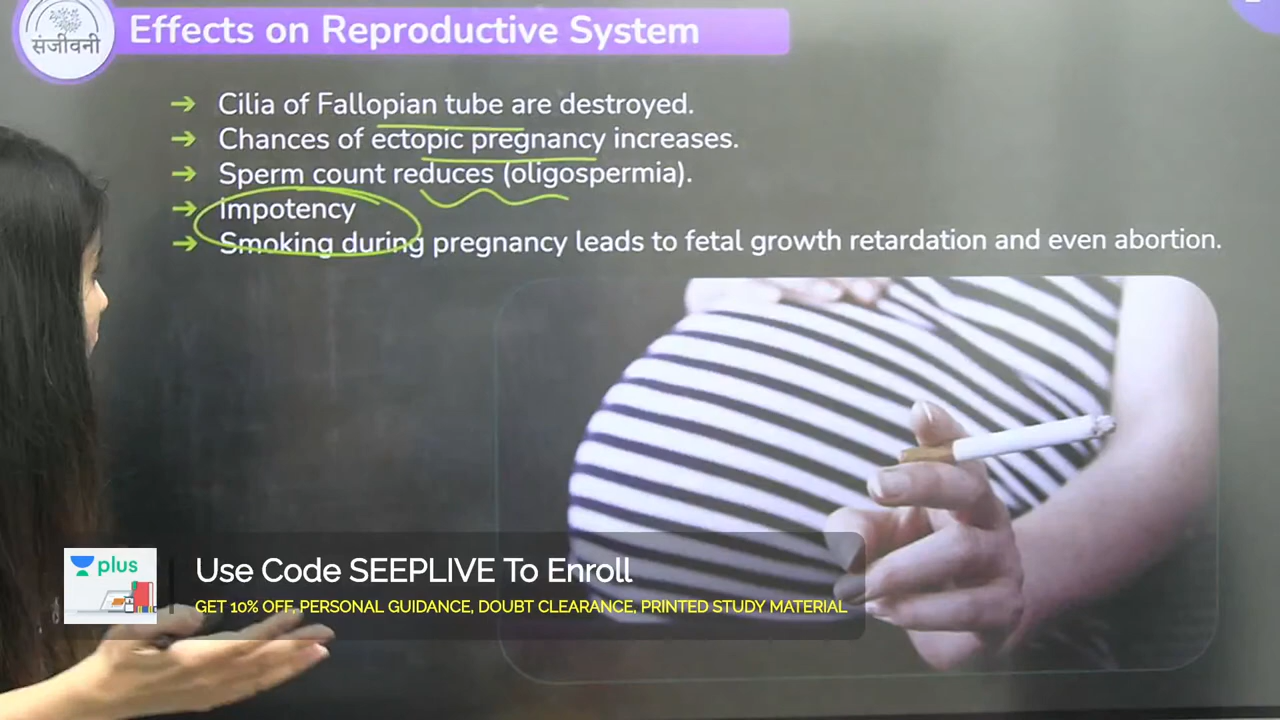 संजीवनी
Effects on Reproductive System
→ Cilia of Fallopian tube are destroyed.
→ Chances of ectopic pregnancy increases.
→ Sperm count reduces (oligospermia).
→ Impotency
→ Smoking during pregnancy leads to fetal growth retardation and even abortion.
plus
Use Code SEEPLIVE To Enroll
GET 10% OFF, PERSONAL GUIDANCE, DOUBT CLEARANCE, PRINTED STUDY MATERIAL